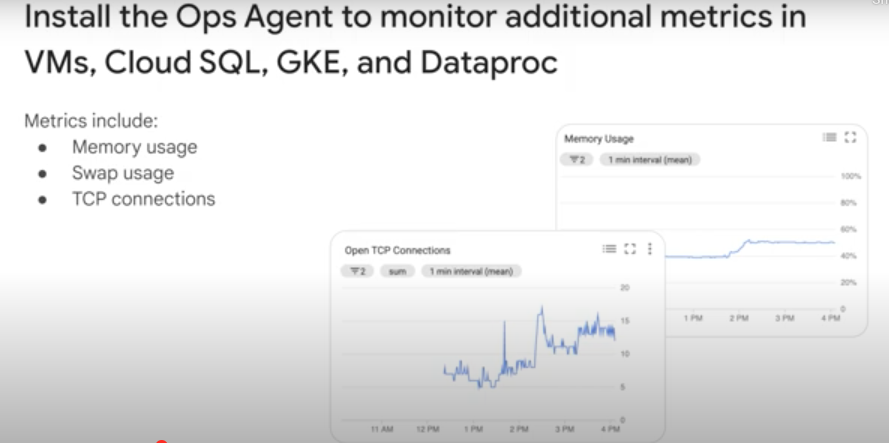 Install the Ops Agent to monitor additional metrics in
VMs, Cloud SQL, GKE, and Dataproc
Metrics include:
● Memory usage
● Swap usage
● TCP connections
Memory Usage
2
1 min interval (mean)
100%
80%
60%
40%
20%
0
1 PM 2 PM 3 PM 4 PM
Open TCP Connections
2 sum 1 min interval (mean)
20
15
10
5
0
11 AM 12 PM 1 PM 2 PM 3 PM 4 PM